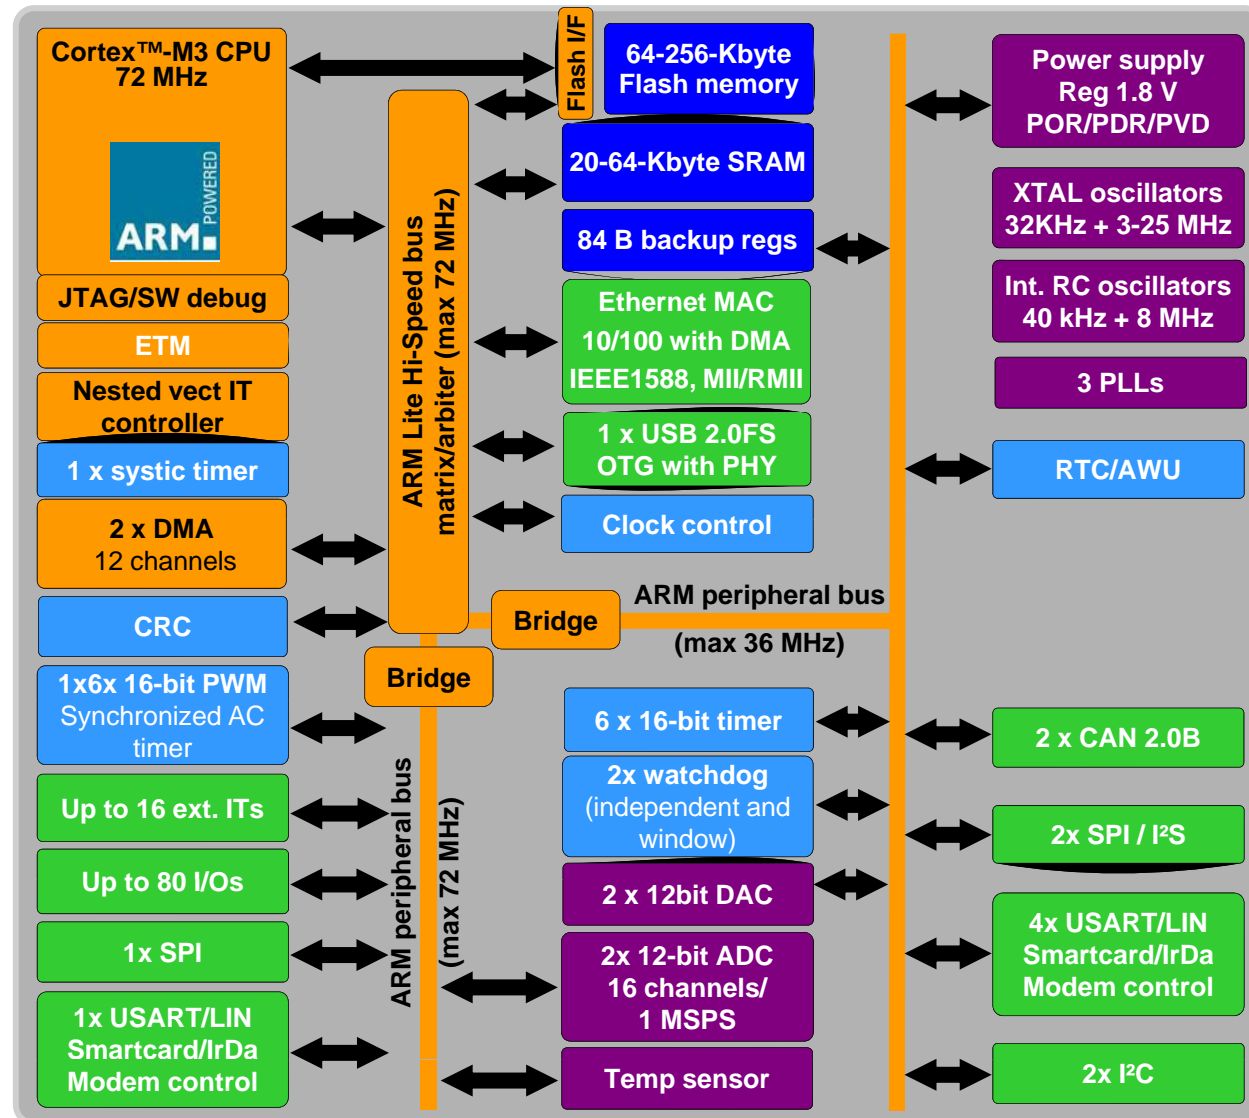 Cortex™-M3 CPU
72 MHz
ARM
POWERED
JTAG/SW debug
ETM
Nested vect IT
controller
1 x systic timer
2 x DMA
12 channels
CRC
1x6x 16-bit PWM
Synchronized AC
timer
Up to 16 ext. ITs
Up to 80 I/Os
1x SPI
1x USART/LIN
Smartcard/IrDa
Modem control
ARM Lite Hi-Speed bus
matrix/arbiter (max 72 MHz)
Bridge
Bridge
ARM peripheral bus
(max 36 MHz)
ARM peripheral bus
(max 72 MHz)
Flash I/F
64-256-Kbyte
Flash memory
20-64-Kbyte SRAM
84 B backup regs
Ethernet MAC
10/100 with DMA
IEEE1588, MII/RMII
1 x USB 2.0FS
OTG with PHY
Clock control
6 x 16-bit timer
2x watchdog
(independent and
window)
2 x 12bit DAC
2x 12-bit ADC
16 channels/
1 MSPS
Temp sensor
Power supply
Reg 1.8 V
POR/PDR/PVD
XTAL oscillators
32KHz + 3-25 MHz
Int. RC oscillators
40 kHz + 8 MHz
3 PLLs
RTC/AWU
2 x CAN 2.0B
2x SPI / I²S
4x USART/LIN
Smartcard/IrDa
Modem control
2x I²C